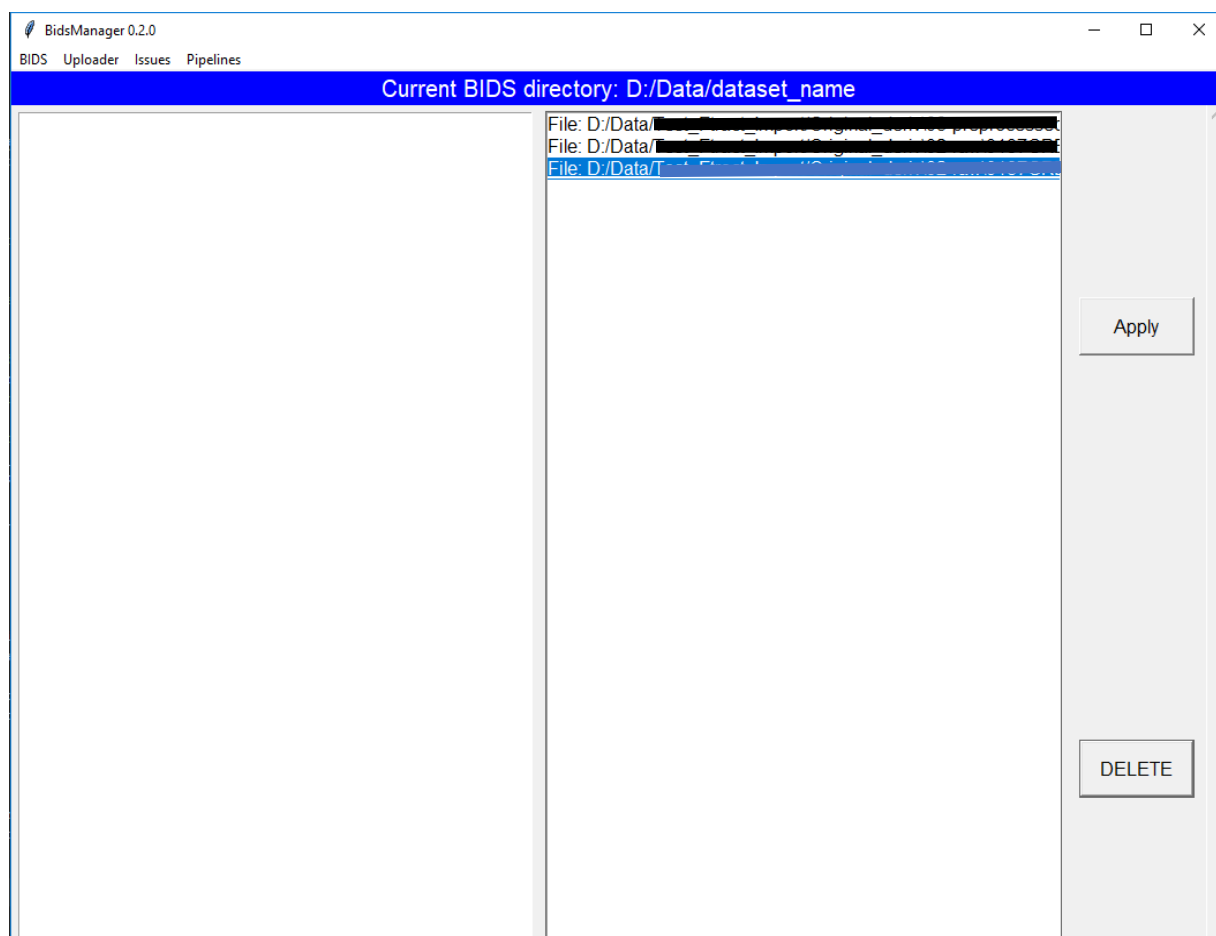 BidsManager 0.2.0
BIDS Uploader Issues Pipelines
Current BIDS directory: D:/Data/dataset_name
File: D:/Data/
File: D:/Data/
File: D:/Data/
Apply
DELETE